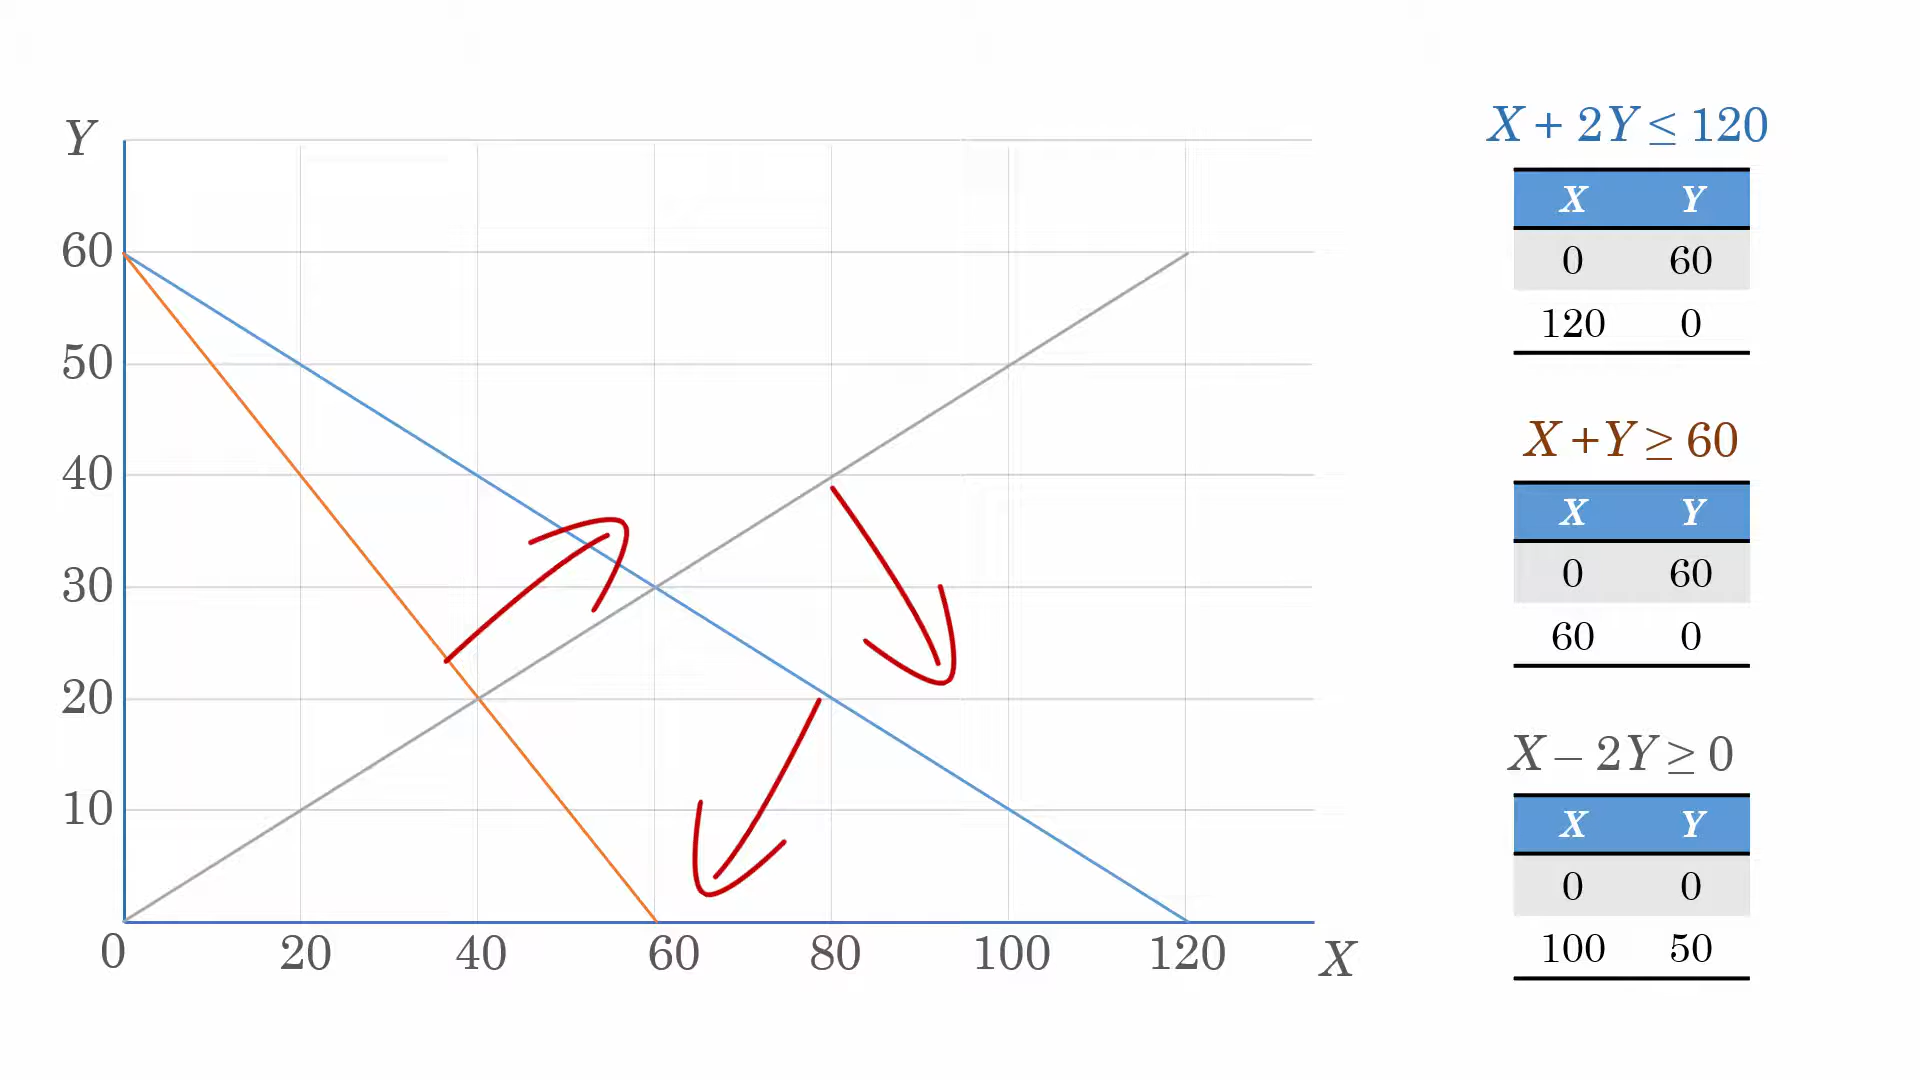 Y
60
50
40
30
20
10
0 20 40 60 80 100 120 X
X + 2Y ≤ 120
X Y
0 60
120 0
X + Y ≥ 60
X Y
0 60
60 0
X – 2Y ≥ 0
X Y
0 0
100 50